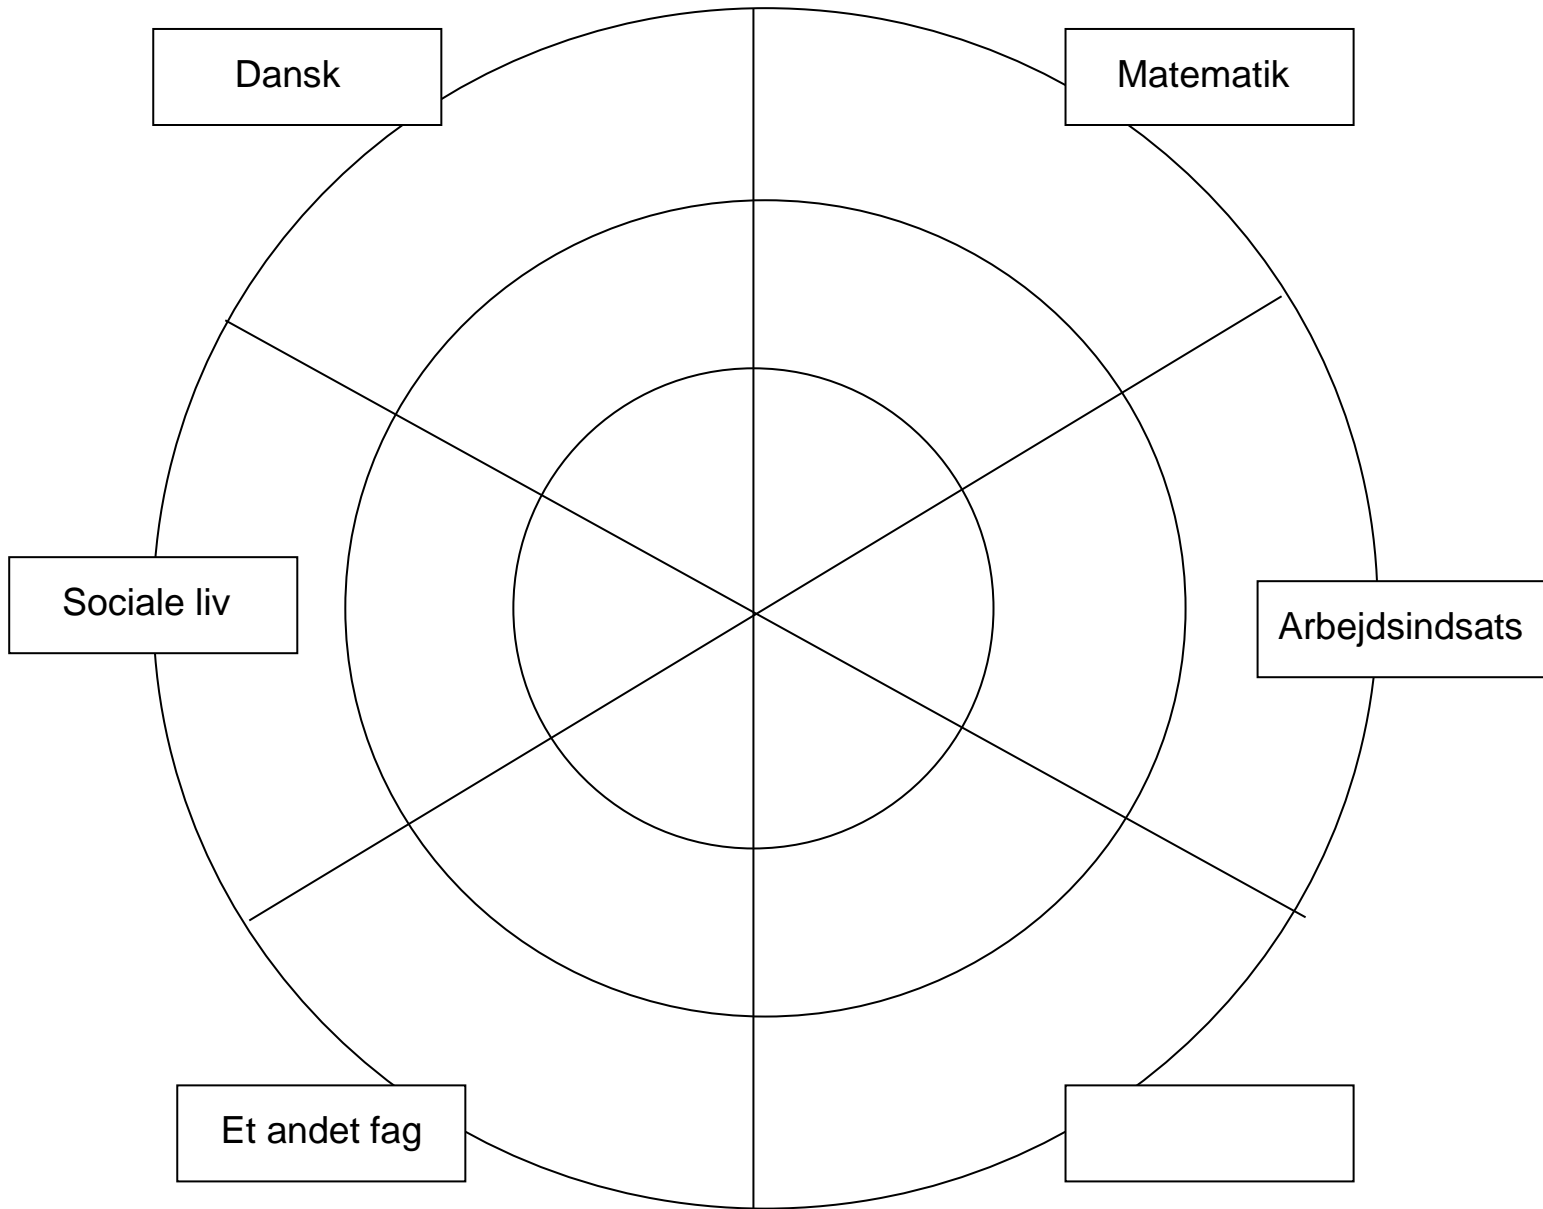 Dansk
Matematik
Sociale liv
Arbejdsindsats
Et andet fag